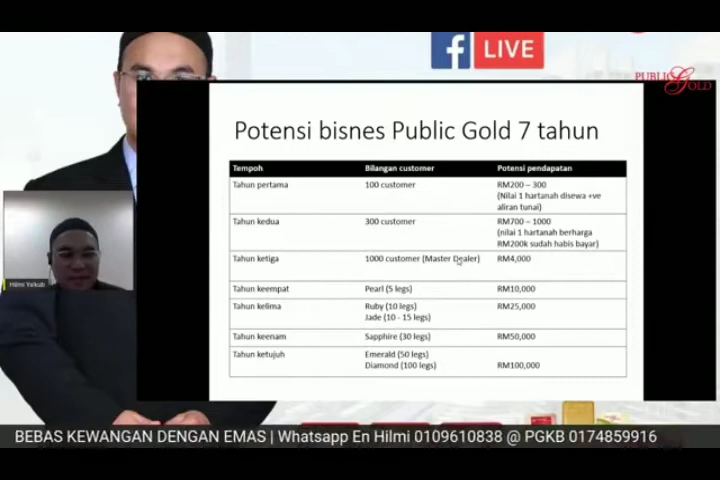 f LIVE
PUBLIC GOLD
Potensi bisnes Public Gold 7 tahun
Tempoh Bilangan customer Potensi pendapatan
Tahun pertama 100 customer RM200 – 300
(Nilai 1 hartanah disewa +ve
aliran tunai)
Tahun kedua 300 customer RM700 – 1000
(nilai 1 hartanah berharga
RM200k sudah habis bayar)
Tahun ketiga 1000 customer (Master Dealer) RM4,000
Tahun keempat Pearl (5 legs) RM10,000
Tahun kelima Ruby (10 legs) RM25,000
Jade (10 - 15 legs)
Tahun keenam Sapphire (30 legs) RM50,000
Tahun ketujuh Emerald (50 legs)
Diamond (100 legs) RM100,000
Hilmi Yaikub
BEBAS KEWANGAN DENGAN EMAS | Whatsapp En Hilmi 0109610838 @ PGKB 0174859916